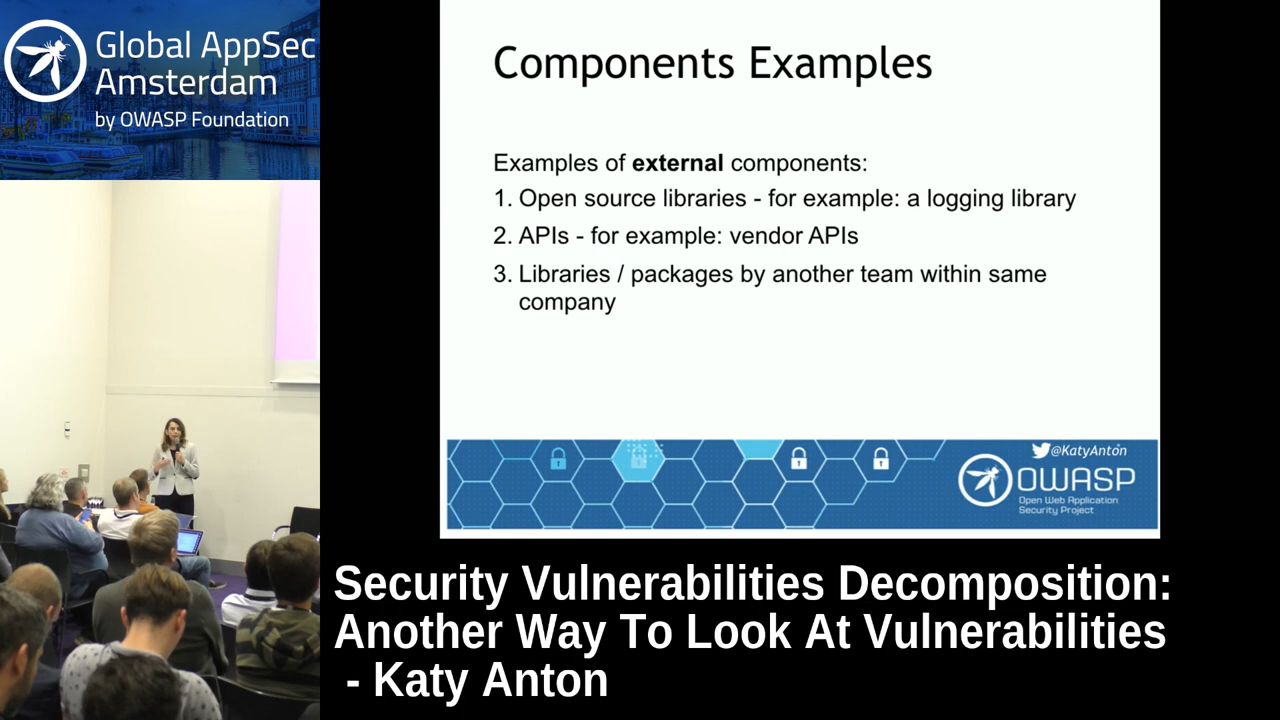 Global AppSec
Amsterdam
by OWASP Foundation
Components Examples
Examples of external components:
1. Open source libraries - for example: a logging library
2. APIs - for example: vendor APIs
3. Libraries / packages by another team within same
company
@KatyAnton
OWASP
Open Web Application
Security Project
Security Vulnerabilities Decomposition:
Another Way To Look At Vulnerabilities
- Katy Anton